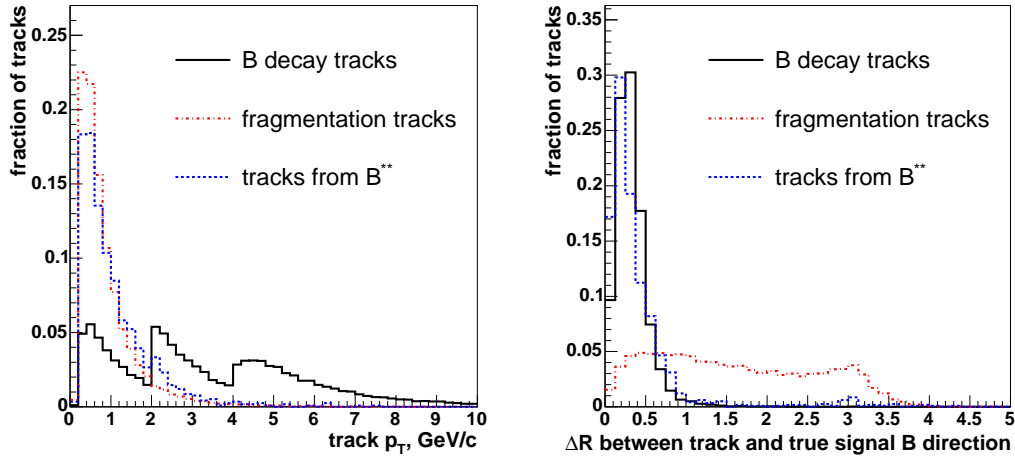 fraction of tracks
0.25
0.2
0.15
0.1
0.05
0
B decay tracks
fragmentation tracks
tracks from B**
0 1 2 3 4 5 6 7 8 9 10
track pT, GeV/c
fraction of tracks
0.35
0.3
0.25
0.2
0.15
0.1
0.05
0
B decay tracks
fragmentation tracks
tracks from B**
0 0.5 1 1.5 2 2.5 3 3.5 4 4.5 5
ΔR between track and true signal B direction